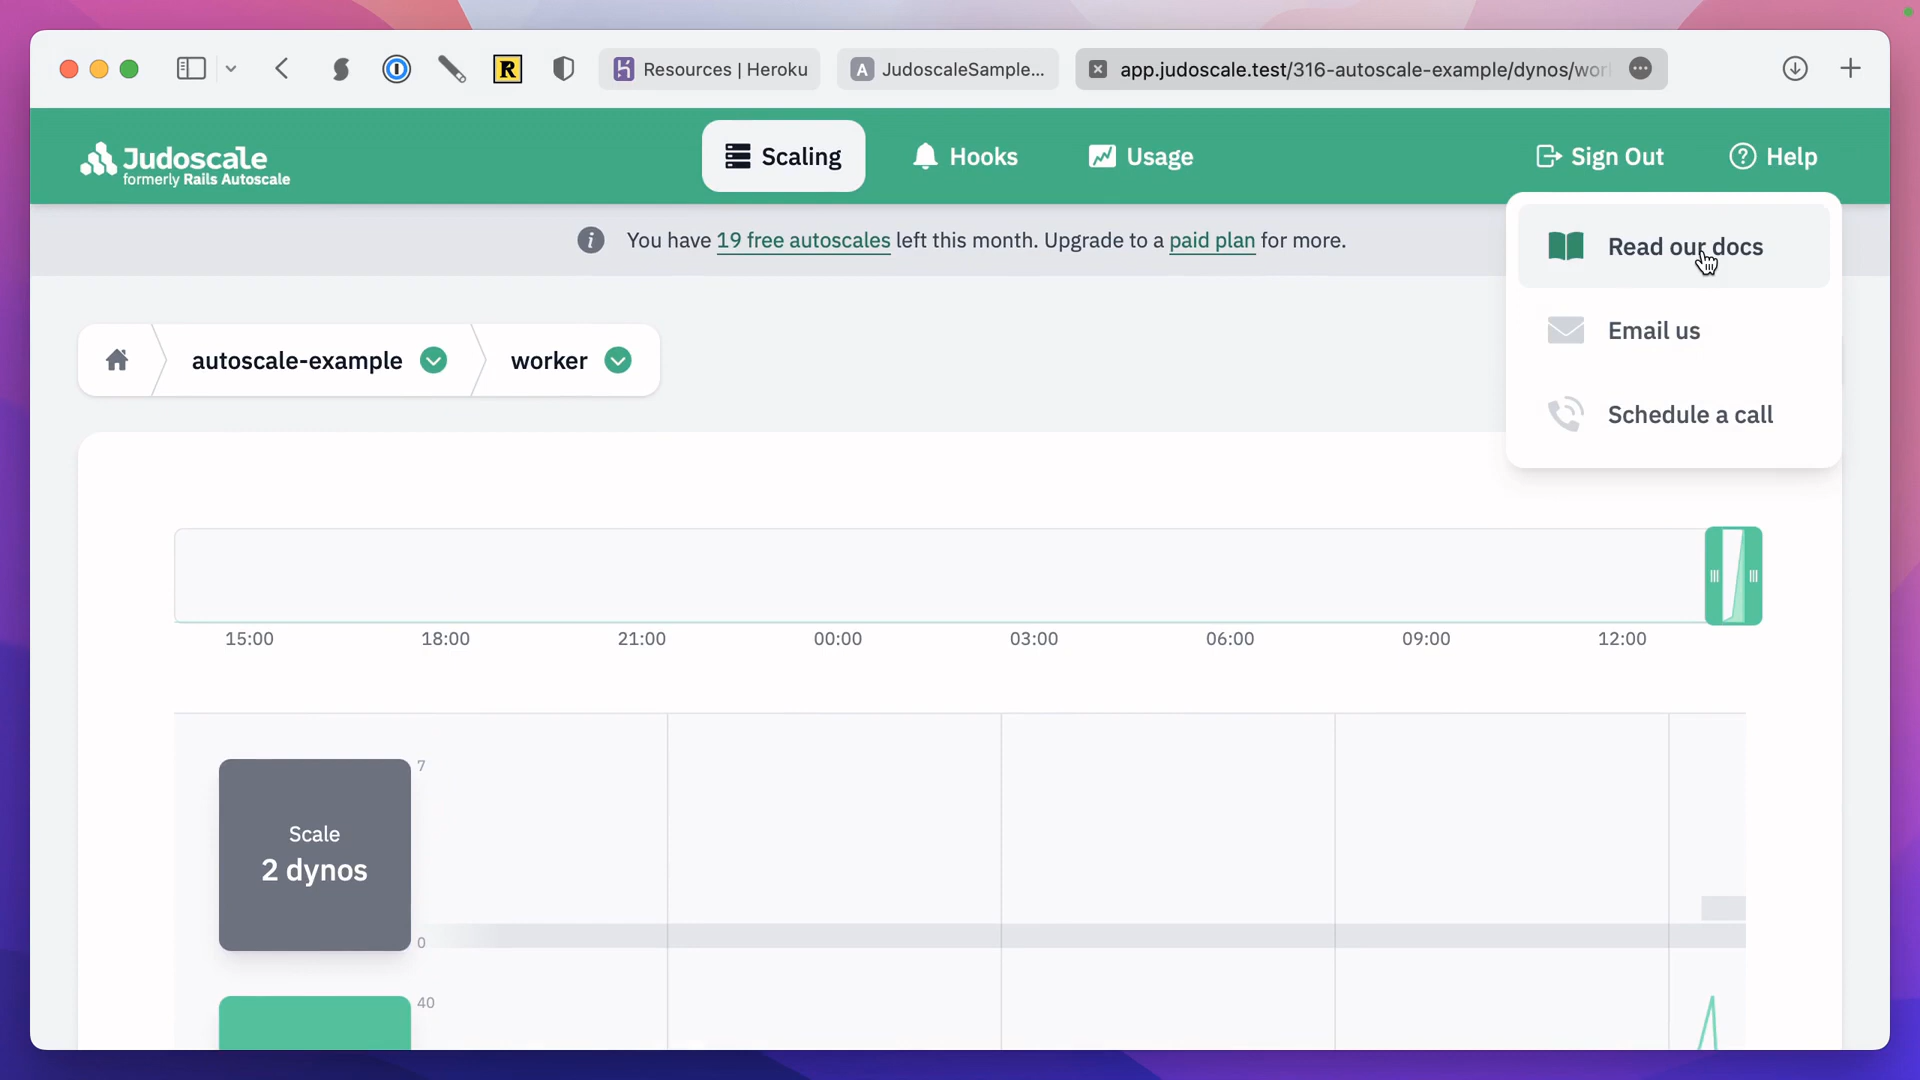 Resources | Heroku
A
JudoscaleSample...
app.judoscale.test/316-autoscale-example/dynos/wor
R
Judoscale
formerly Rails Autoscale
Scaling
Hooks
Usage
Sign Out
Help
You have 19 free autoscales left this month. Upgrade to a paid plan for more.
Read our docs
Email us
Schedule a call
autoscale-example
worker
15:00
18:00
21:00
00:00
03:00
06:00
09:00
12:00
7
Scale
2 dynos
0
40